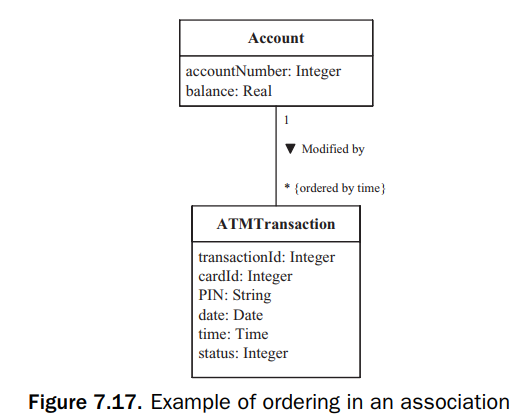 Account
accountNumber: Integer
balance: Real
1
▼ Modified by
* {ordered by time}
ATMTransaction
transactionId: Integer
cardId: Integer
PIN: String
date: Date
time: Time
status: Integer
Figure 7.17. Example of ordering in an association